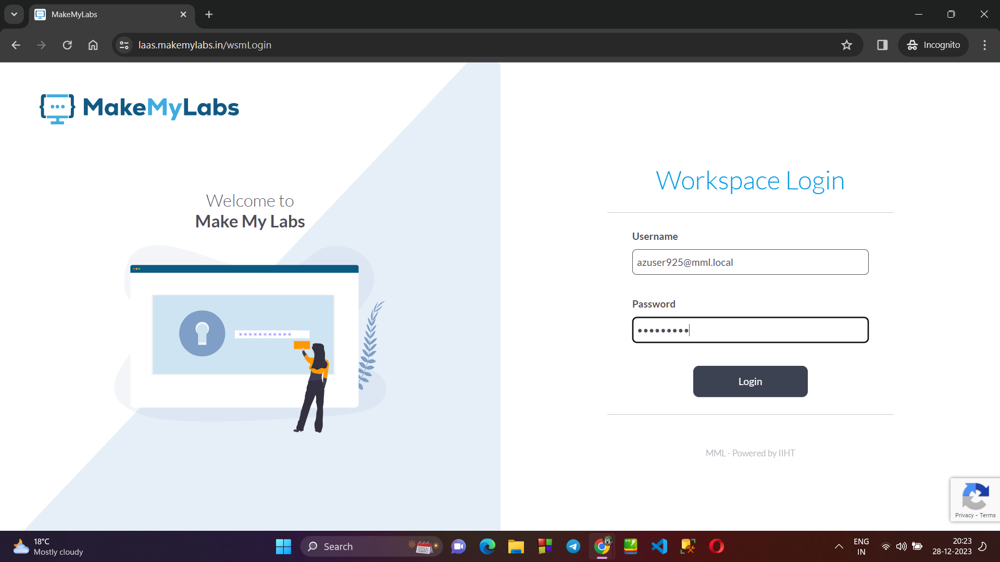 MakeMyLabs
laas.makemylabs.in/wsmLogin
Incognito
MakeMyLabs
Welcome to
Make My Labs
***********
Workspace Login
Username
azuser925@mml.local
Password
•••••••••
Login
MML - Powered by IIHT
Privacy - Terms
18°C
Mostly cloudy
Search
ENG
IN
20:23
28-12-2023